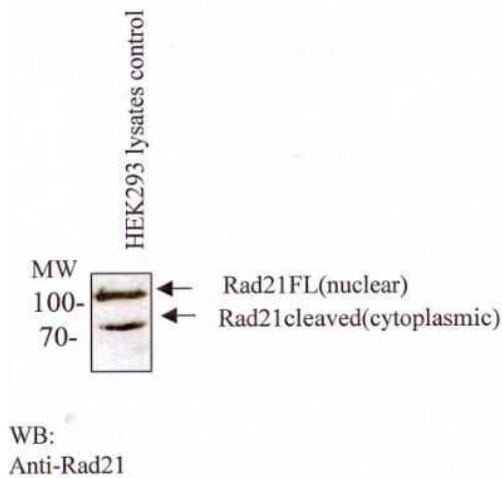 HEK293 lysates control
MW
100-
70-
Rad21FL(nuclear)
Rad21cleaved(cytoplasmic)
WB:
Anti-Rad21